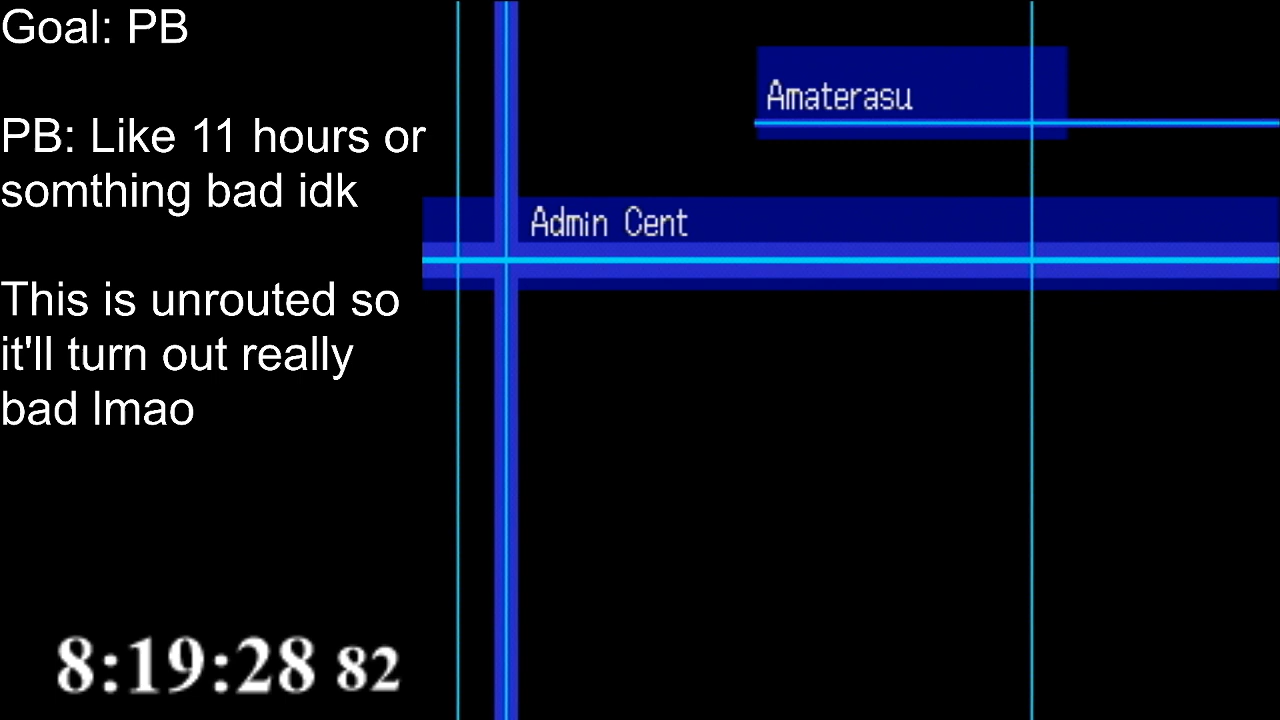 Goal: PB
PB: Like 11 hours or
somthing bad idk
This is unrouted so
it'll turn out really
bad lmao
Amaterasu
Admin Cent
8:19:28 82